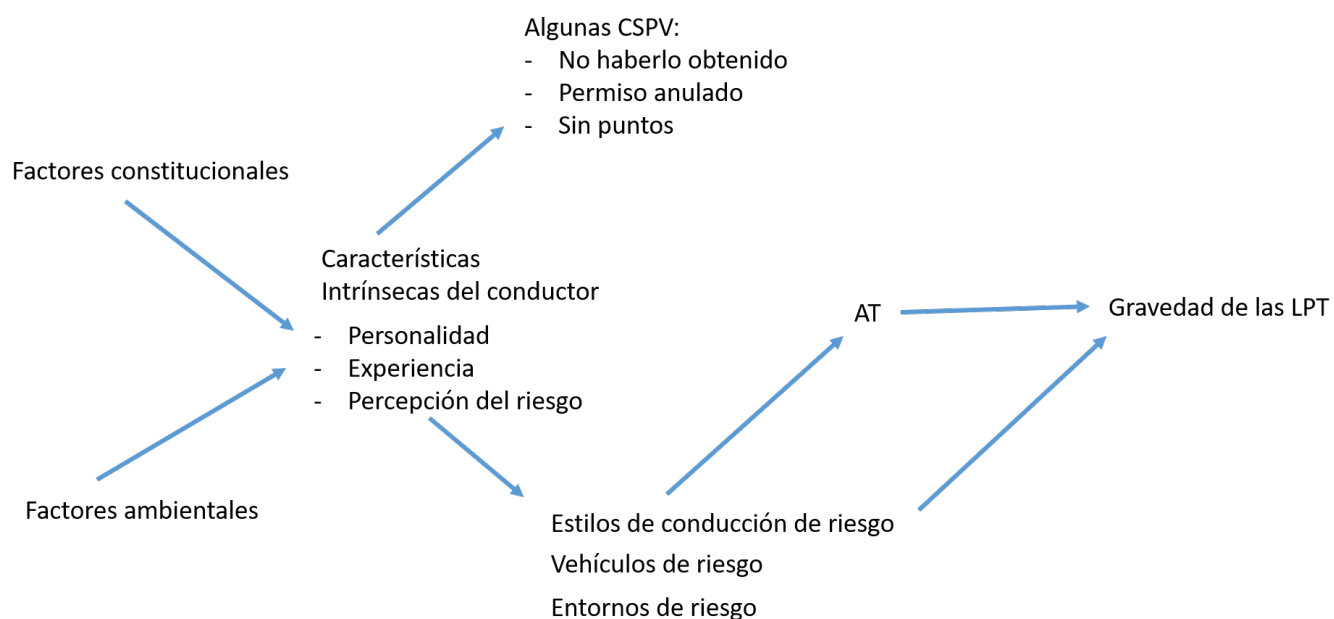 Algunas CSPV:
- No haberlo obtenido
- Permiso anulado
- Sin puntos
Factores constitucionales
Características
Intrínsecas del conductor
- Personalidad
- Experiencia
- Percepción del riesgo
AT
Gravedad de las LPT
Factores ambientales
Estilos de conducción de riesgo
Vehículos de riesgo
Entornos de riesgo